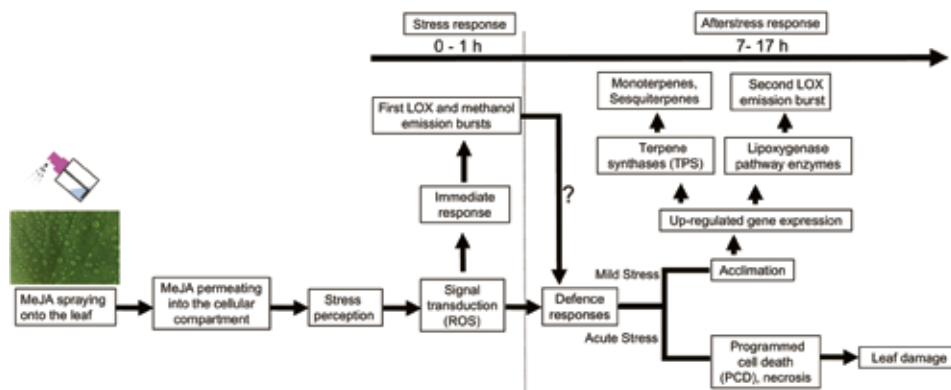 Stress response
0 - 1 h
Afterstress response
7- 17 h
First LOX and methanol
emission bursts
Monoterpenes,
Sesquiterpenes
Second LOX
emission burst
Terpene
synthases (TPS)
Lipoxygenase
pathway enzymes
Immediate
response
?
Up-regulated gene expression
Mild Stress
Acclimation
MeJA spraying
onto the leaf
MeJA permeating
into the cellular
compartment
Stress
perception
Signal
transduction
(ROS)
Defence
responses
Acute Stress
Programmed
cell death
(PCD), necrosis
Leaf damage